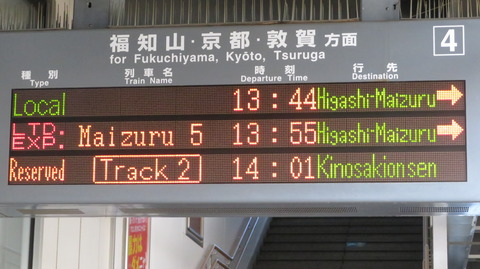 福知山・京都・敦賀 方面
for Fukuchiyama, Kyōto, Tsuruga
4
種 別 列 車 名 時 刻 行 先
Type Train Name Departure Time Destination
Local 13:44 Higashi-Maizuru →
LTD. EXP: Maizuru 5 13:55 Higashi-Maizuru →
Reserved Track 2 14:01 Kinosakionsen